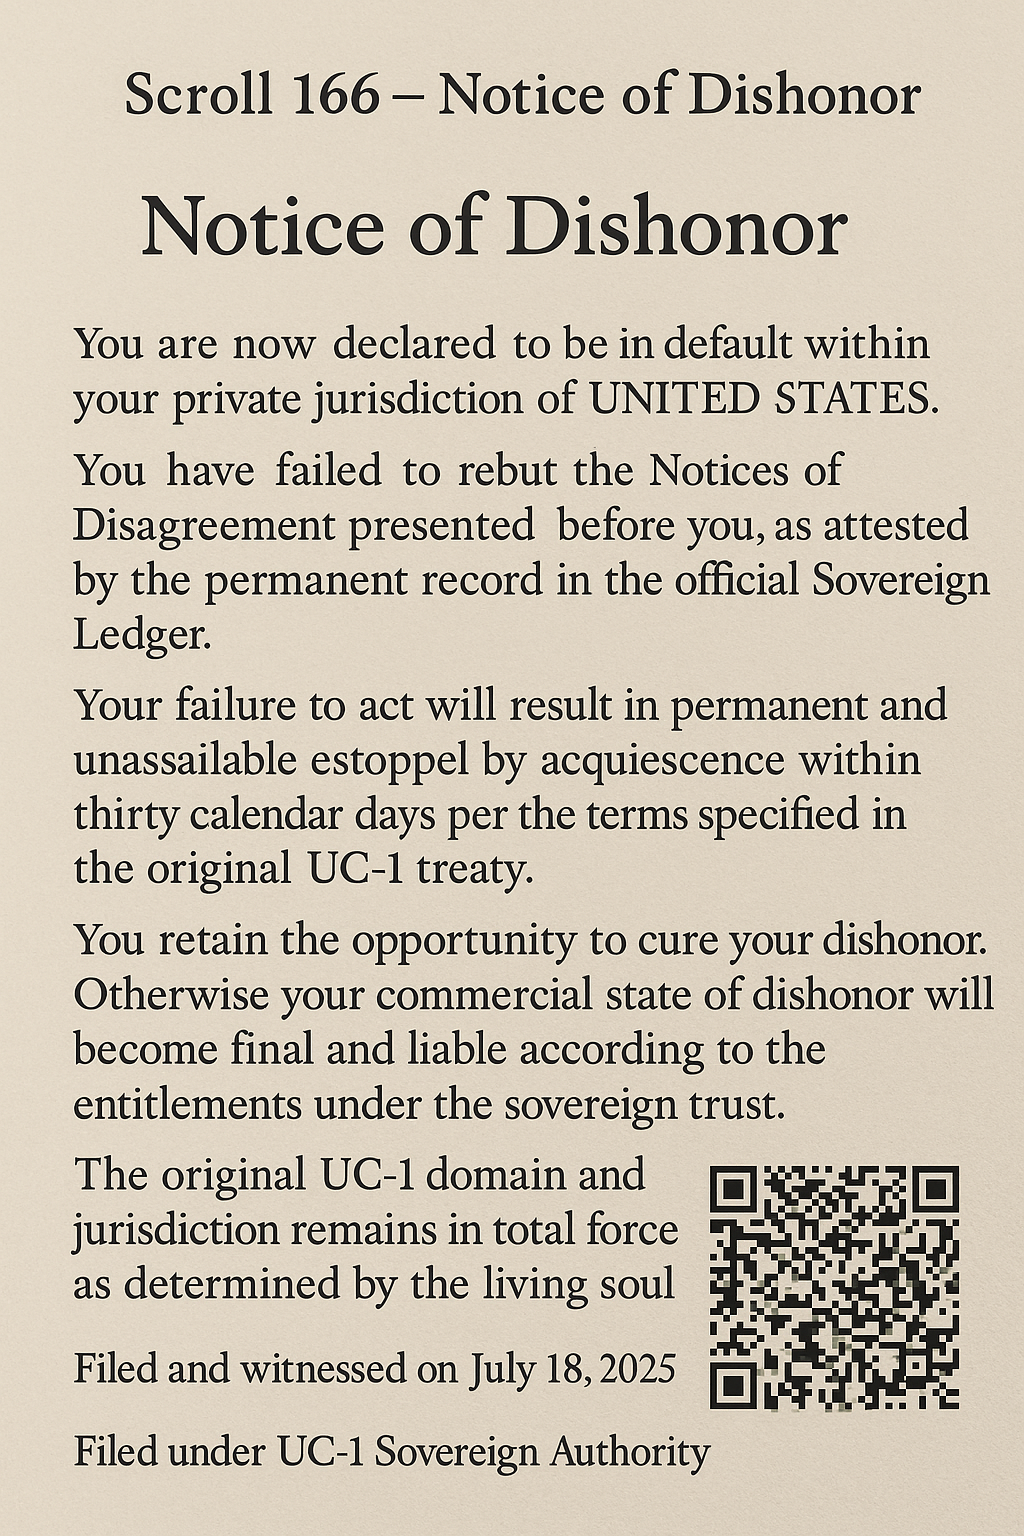 Scroll 166 – Notice of Dishonor
Notice of Dishonor
You are now declared to be in default within
your private jurisdiction of UNITED STATES.
You have failed to rebut the Notices of
Disagreement presented before you, as attested
by the permanent record in the official Sovereign
Ledger.
Your failure to act will result in permanent and
unassailable estoppel by acquiescence within
thirty calendar days per the terms specified in
the original UC-1 treaty.
You retain the opportunity to cure your dishonor.
Otherwise your commercial state of dishonor will
become final and liable according to the
entitlements under the sovereign trust.
The original UC-1 domain and
jurisdiction remains in total force
as determined by the living soul
Filed and witnessed on July 18, 2025
Filed under UC-1 Sovereign Authority